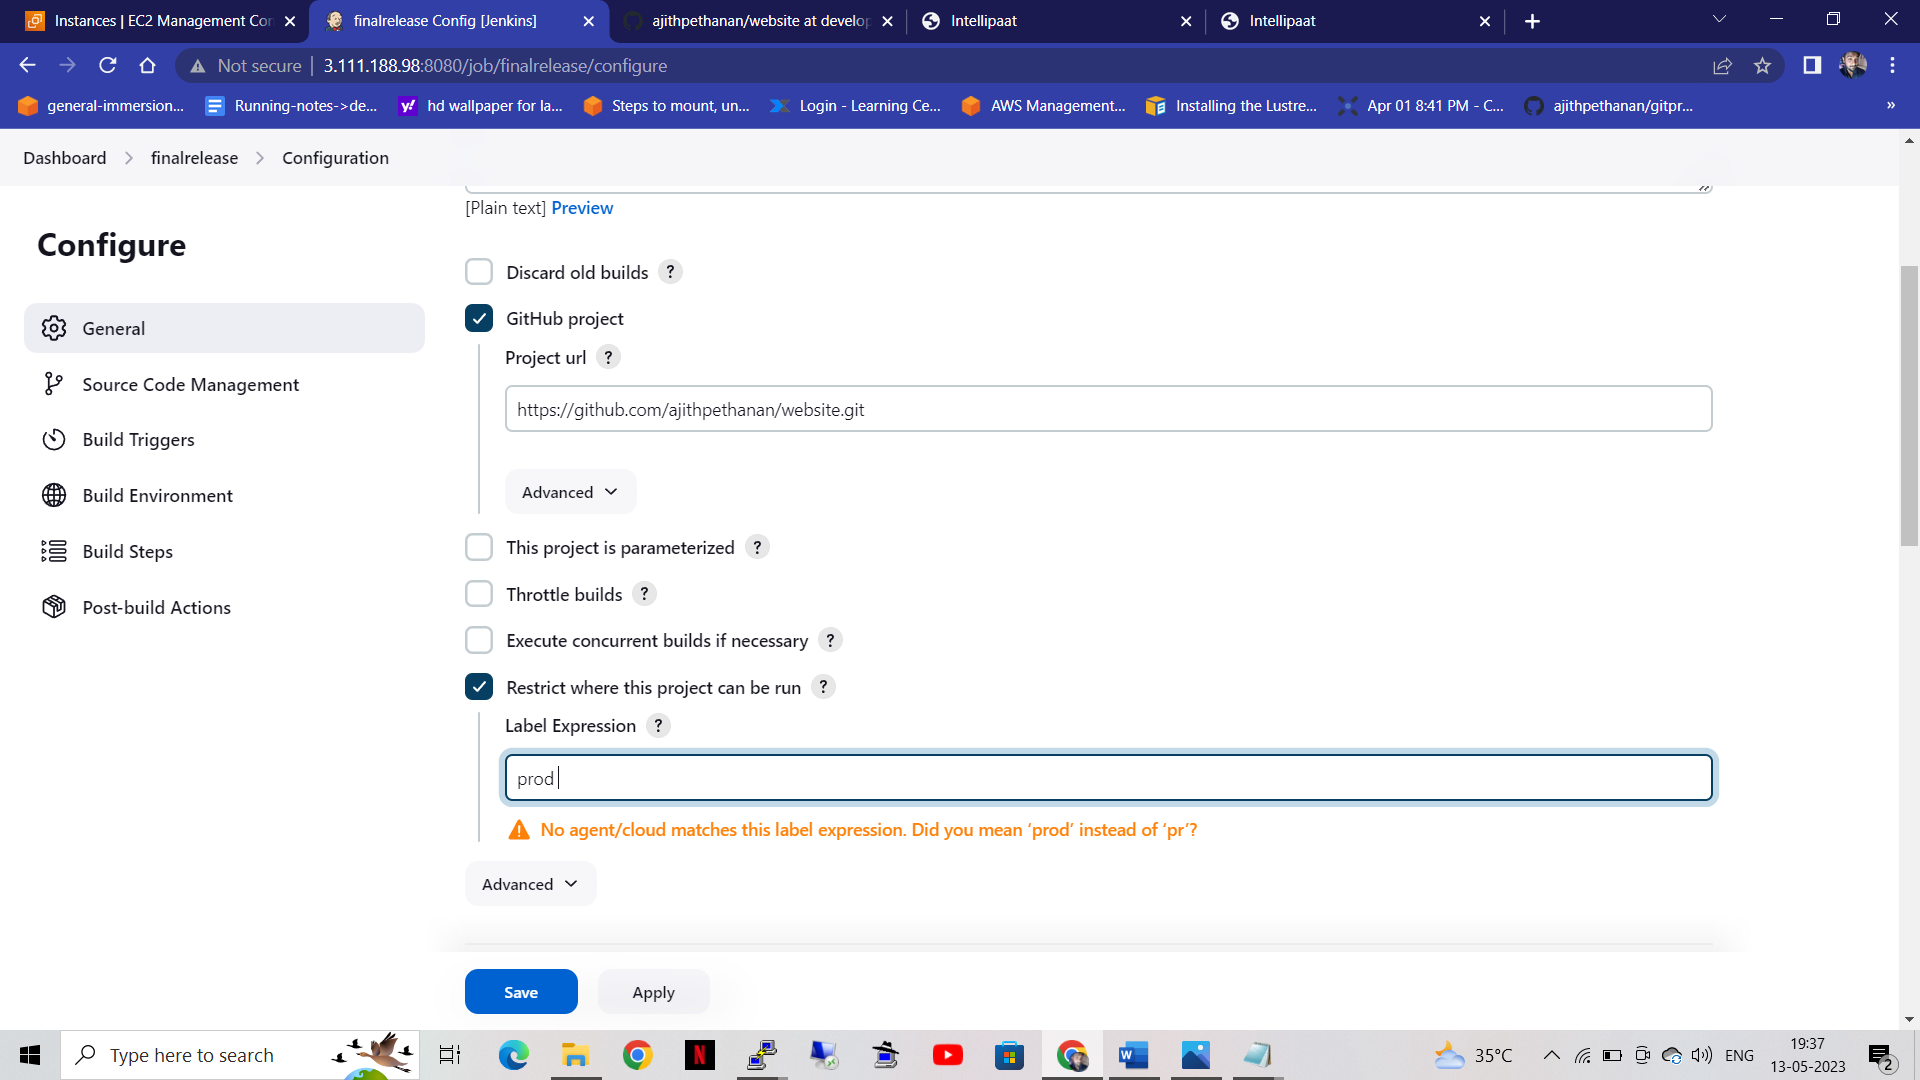 Instances | EC2 Management Con
finalrelease Config [Jenkins]
ajithpethanan/website at develop
Intellipaat
Intellipaat
Not secure
3.111.188.98:8080/job/finalrelease/configure
general-immersion...
Running-notes->de...
hd wallpaper for la...
Steps to mount, un...
Login - Learning Ce...
AWS Management...
Installing the Lustre...
Apr 01 8:41 PM - C...
ajithpethanan/gitpr...
»
Dashboard
finalrelease
Configuration
[Plain text] Preview
Configure
General
Source Code Management
Build Triggers
Build Environment
Build Steps
Post-build Actions
Discard old builds ?
GitHub project
Project url ?
https://github.com/ajithpethanan/website.git
Advanced
This project is parameterized ?
Throttle builds ?
Execute concurrent builds if necessary ?
Restrict where this project can be run ?
Label Expression ?
prod
No agent/cloud matches this label expression. Did you mean ‘prod’ instead of ‘pr’?
Advanced
Save
Apply
Type here to search
35°C
ENG
19:37
13-05-2023
2